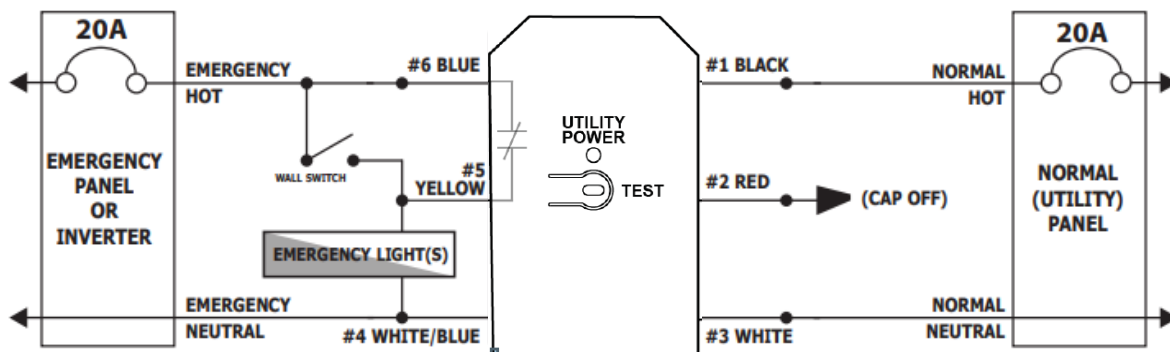 20A
EMERGENCY
HOT
#6 BLUE
EMERGENCY
PANEL
OR
INVERTER
WALL SWITCH
#5
YELLOW
EMERGENCY LIGHT(S)
EMERGENCY
NEUTRAL
#4 WHITE/BLUE
UTILITY
POWER
TEST
#1 BLACK
NORMAL
HOT
20A
#2 RED
(CAP OFF)
NORMAL
(UTILITY)
PANEL
#3 WHITE
NORMAL
NEUTRAL